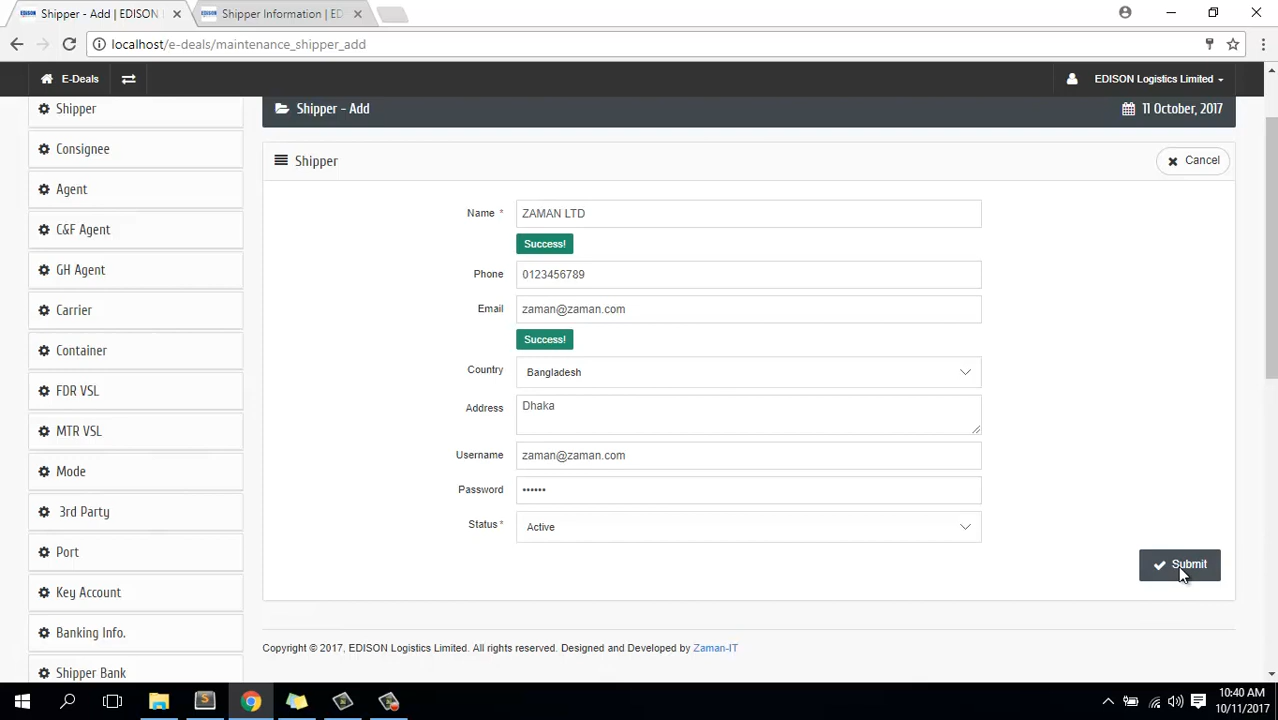 Shipper - Add | EDISON
Shipper Information | ED
localhost/e-deals/maintenance_shipper_add
E-Deals
EDISON Logistics Limited
Shipper
Consignee
Agent
C&F Agent
GH Agent
Carrier
Container
FDR VSL
MTR VSL
Mode
3rd Party
Port
Key Account
Banking Info.
Shipper Bank
Shipper - Add
11 October, 2017
Shipper
Cancel
Name * ZAMAN LTD
Success!
Phone 0123456789
Email zaman@zaman.com
Success!
Country Bangladesh
Address Dhaka
Username zaman@zaman.com
Password ••••••
Status * Active
Submit
Copyright © 2017, EDISON Logistics Limited. All rights reserved. Designed and Developed by Zaman-IT
10:40 AM
10/11/2017